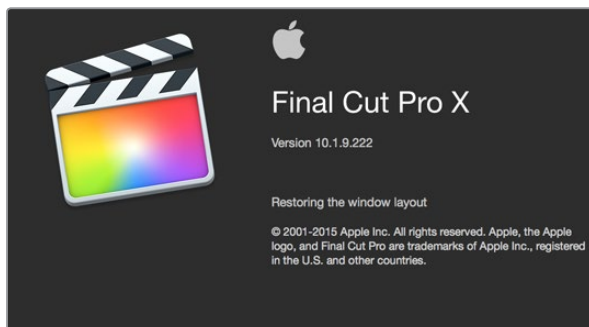 Final Cut Pro X
Version 10.1.9.222
Restoring the window layout
© 2001-2015 Apple Inc. All rights reserved. Apple, the Apple
logo, and Final Cut Pro are trademarks of Apple Inc., registered
in the U.S. and other countries.